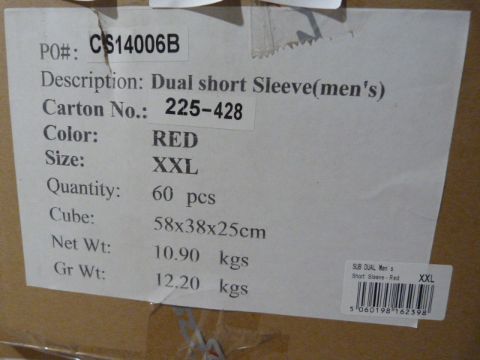 PO#: CS14006B
Description: Dual short Sleeve(men's)
Carton No.: 225-428
Color: RED
Size: XXL
Quantity: 60 pcs
Cube: 58x38x25cm
Net Wt: 10.90 kgs
Gr Wt: 12.20 kgs
SUB DUAL Men's
Short Sleeve - Red XXL
5 060198 162398